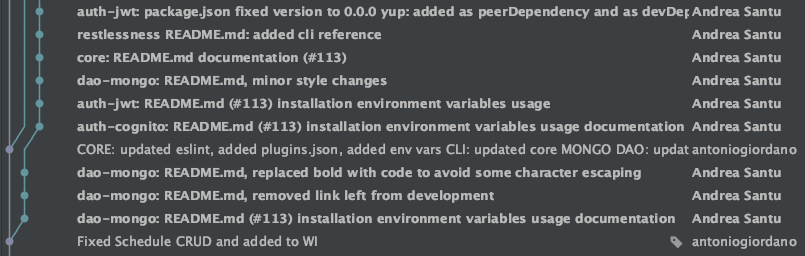 auth-jwt: package.json fixed version to 0.0.0 yup: added as peerDependency and as devDep Andrea Santu
restlessness README.md: added cli reference Andrea Santu
core: README.md documentation (#113) Andrea Santu
dao-mongo: README.md, minor style changes Andrea Santu
auth-jwt: README.md (#113) installation environment variables usage Andrea Santu
auth-cognito: README.md (#113) installation environment variables usage documentation Andrea Santu
CORE: updated eslint, added plugins.json, added env vars CLI: updated core MONGO DAO: updat antoniogiordano
dao-mongo: README.md, replaced bold with code to avoid some character escaping Andrea Santu
dao-mongo: README.md, removed link left from development Andrea Santu
dao-mongo: README.md (#113) installation environment variables usage documentation Andrea Santu
Fixed Schedule CRUD and added to WI antoniogiordano